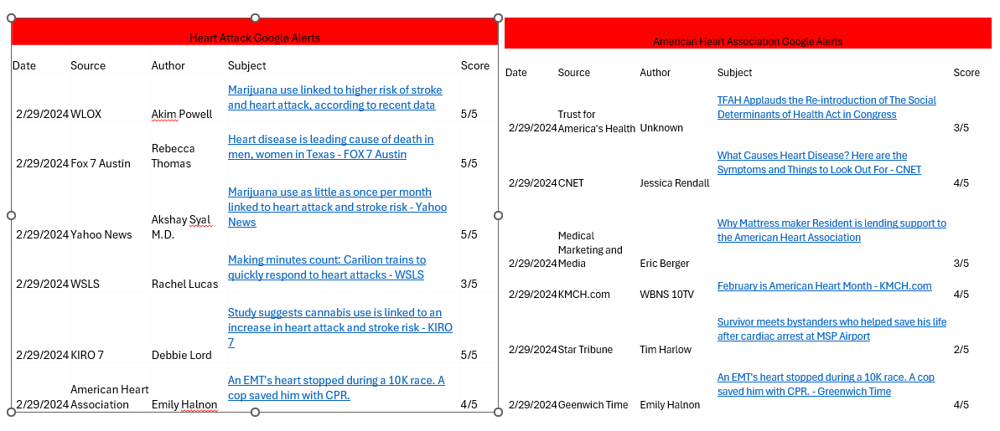 Heart Attack Google Alerts
Date Source Author Subject Score
Marijuana use linked to higher risk of stroke
and heart attack, according to recent data
2/29/2024 WLOX Akim Powell 5/5
Heart disease is leading cause of death in
men, women in Texas - FOX 7 Austin
Rebecca
Thomas
2/29/2024 Fox 7 Austin 5/5
Marijuana use as little as once per month
linked to heart attack and stroke risk - Yahoo
News
Akshay Syal
M.D.
2/29/2024 Yahoo News 5/5
Making minutes count: Carilion trains to
quickly respond to heart attacks - WSLS
2/29/2024 WSLS Rachel Lucas 3/5
Study suggests cannabis use is linked to an
increase in heart attack and stroke risk - KIRO
7
2/29/2024 KIRO 7 Debbie Lord 5/5
An EMT's heart stopped during a 10K race. A
cop saved him with CPR.
American Heart
Association
2/29/2024 Emily Halnon 4/5
American Heart Association Google Alerts
Date Source Author Subject Score
TFAH Applauds the Re-introduction of The Social
Determinants of Health Act in Congress
Trust for
America's Health
2/29/2024 Unknown 3/5
What Causes Heart Disease? Here are the
Symptoms and Things to Look Out For - CNET
2/29/2024 CNET Jessica Rendall 4/5
Why Mattress maker Resident is lending support to
the American Heart Association
Medical
Marketing and
Media
2/29/2024 Eric Berger 3/5
February is American Heart Month - KMCH.com
2/29/2024 KMCH.com WBNS 10TV 4/5
Survivor meets bystanders who helped save his life
after cardiac arrest at MSP Airport
2/29/2024 Star Tribune Tim Harlow 2/5
An EMT's heart stopped during a 10K race. A cop
saved him with CPR. - Greenwich Time
2/29/2024 Geenwich Time Emily Halnon 4/5